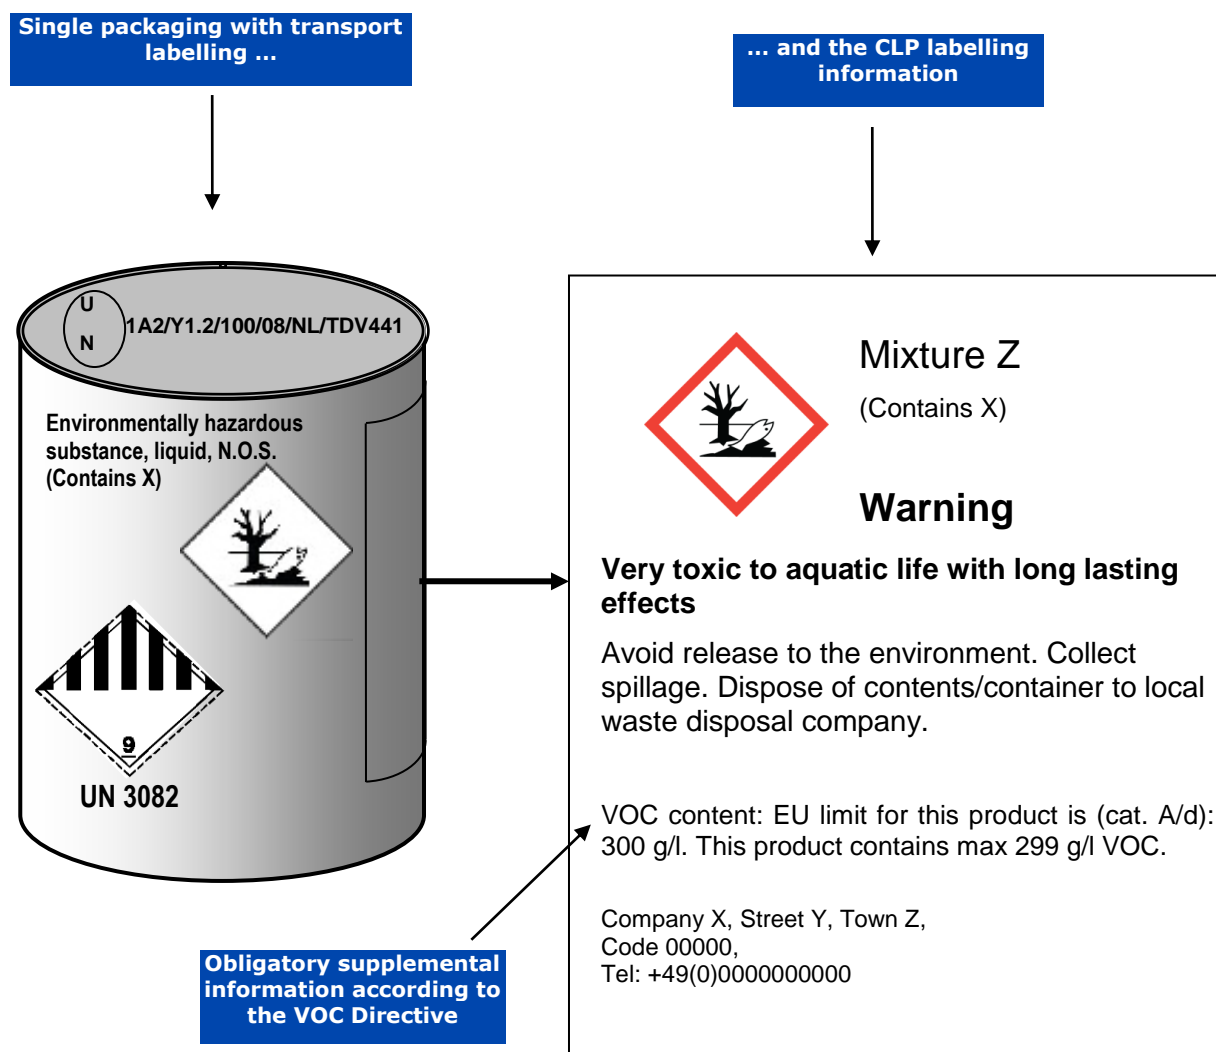 Single packaging with transport
labelling ...
... and the CLP labelling
information
U
N
1A2/Y1.2/100/08/NL/TDV441
Environmentally hazardous
substance, liquid, N.O.S.
(Contains X)
9
UN 3082
Mixture Z
(Contains X)
Warning
Very toxic to aquatic life with long lasting
effects
Avoid release to the environment. Collect
spillage. Dispose of contents/container to local
waste disposal company.
VOC content: EU limit for this product is (cat. A/d):
300 g/l. This product contains max 299 g/l VOC.
Company X, Street Y, Town Z,
Code 00000,
Tel: +49(0)0000000000
Obligatory supplemental
information according to
the VOC Directive